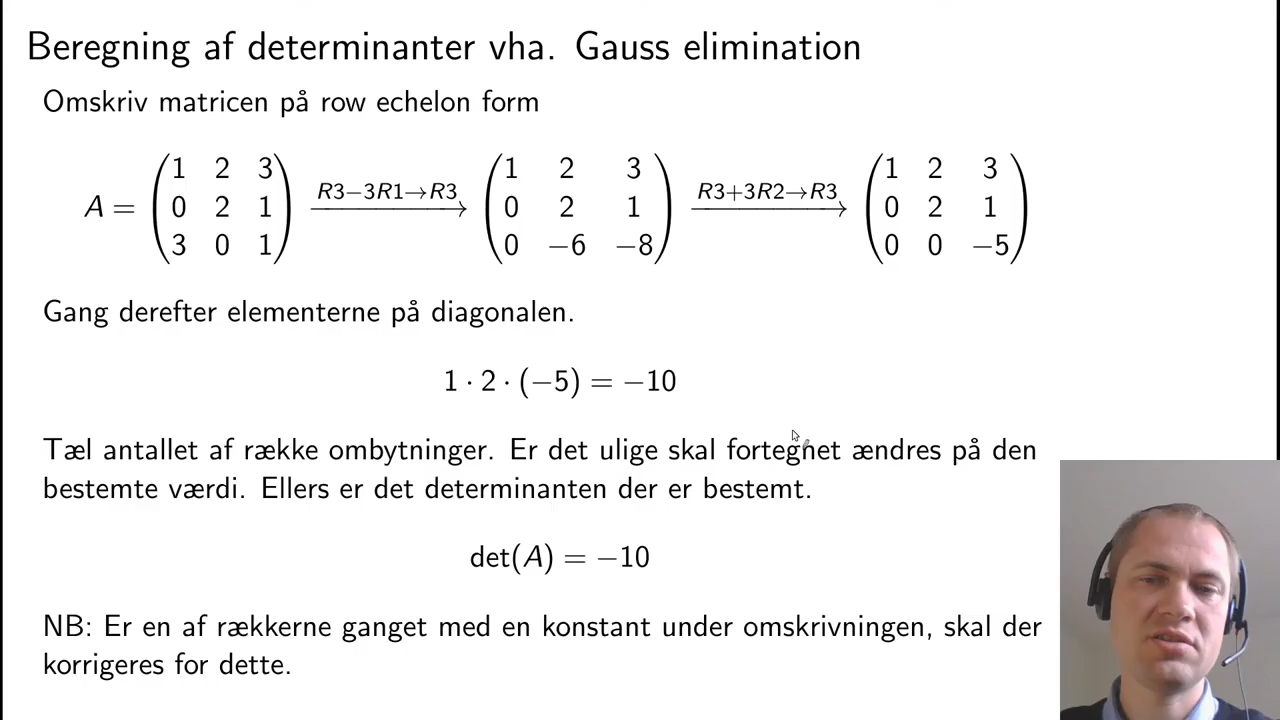 Beregning af determinanter vha. Gauss elimination
Omskriv matricen på row echelon form
A = (1 2 3; 0 2 1; 3 0 1) R3−3R1→R3 (1 2 3; 0 2 1; 0 −6 −8) R3+3R2→R3 (1 2 3; 0 2 1; 0 0 −5)
Gang derefter elementerne på diagonalen.
1 · 2 · (−5) = −10
Tæl antallet af række ombytninger. Er det ulige skal fortegnet ændres på den
bestemte værdi. Ellers er det determinanten der er bestemt.
det(A) = −10
NB: Er en af rækkerne ganget med en konstant under omskrivningen, skal der
korrigeres for dette.